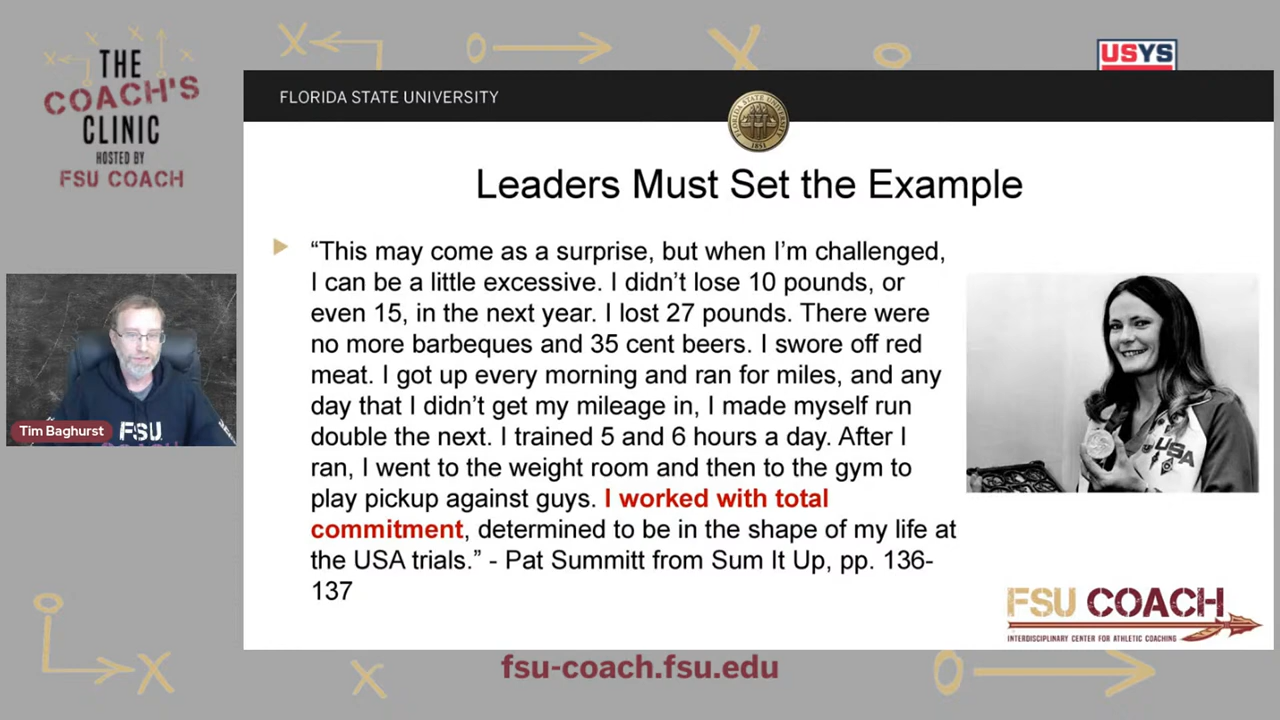 THE
COACH'S
CLINIC
HOSTED BY
FSU COACH
USYS
FLORIDA STATE UNIVERSITY
Leaders Must Set the Example
“This may come as a surprise, but when I’m challenged,
I can be a little excessive. I didn’t lose 10 pounds, or
even 15, in the next year. I lost 27 pounds. There were
no more barbeques and 35 cent beers. I swore off red
meat. I got up every morning and ran for miles, and any
day that I didn’t get my mileage in, I made myself run
double the next. I trained 5 and 6 hours a day. After I
ran, I went to the weight room and then to the gym to
play pickup against guys. I worked with total
commitment, determined to be in the shape of my life at
the USA trials.” - Pat Summitt from Sum It Up, pp. 136-
137
USA
Tim Baghurst
FSU
FSU COACH
INTERDISCIPLINARY CENTER FOR ATHLETIC COACHING
fsu-coach.fsu.edu